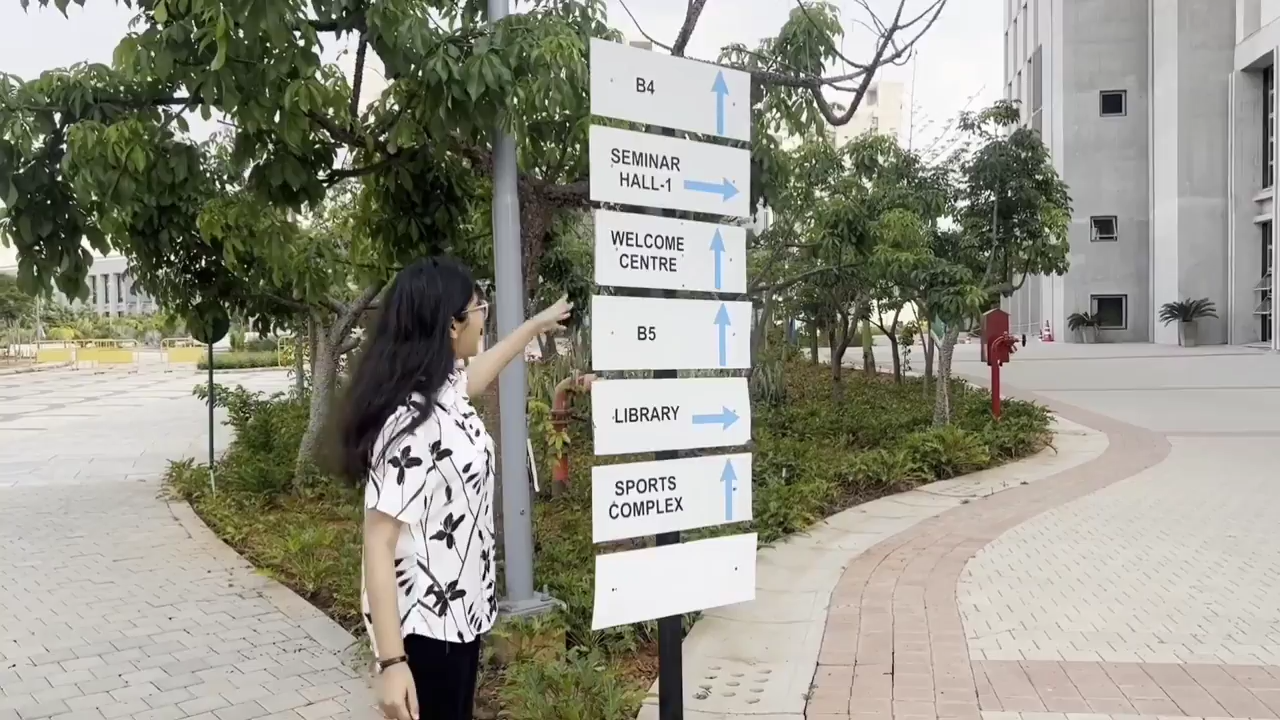 B4
SEMINAR
HALL-1
WELCOME
CENTRE
B5
LIBRARY
SPORTS
COMPLEX